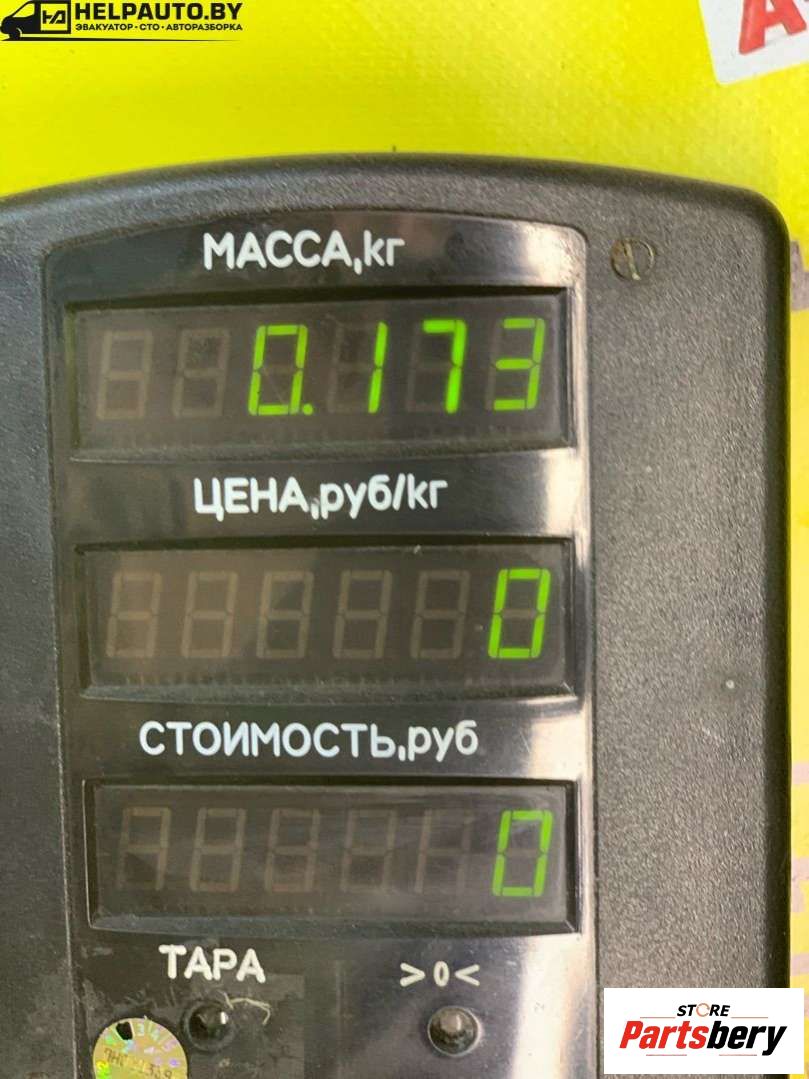 HELPAUTO.BY
ЭВАКУАТОР•СТО•АВТОРАЗБОРКА
МАССА,kг
0.173
ЦЕНА,руб/кг
0
СТОИМОСТЬ,руб
0
ТАРА >0<
STORE
Partsbery